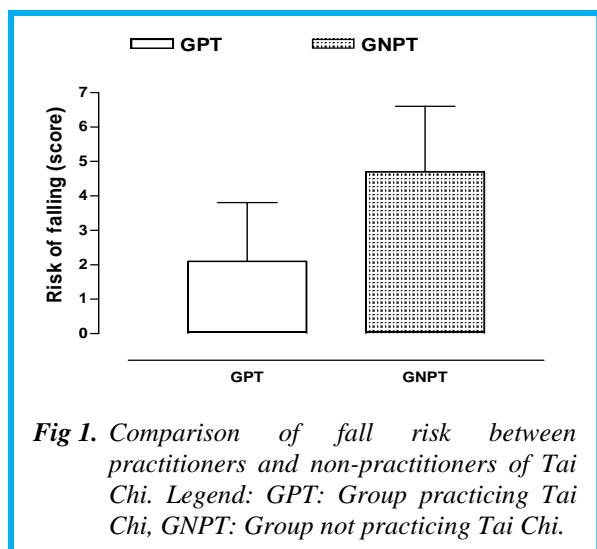 GPT GNPT
Risk of falling (score)
7
6
5
4
3
2
1
0
GPT GNPT
Fig 1. Comparison of fall risk between
practitioners and non-practitioners of Tai
Chi. Legend: GPT: Group practicing Tai
Chi, GNPT: Group not practicing Tai Chi.